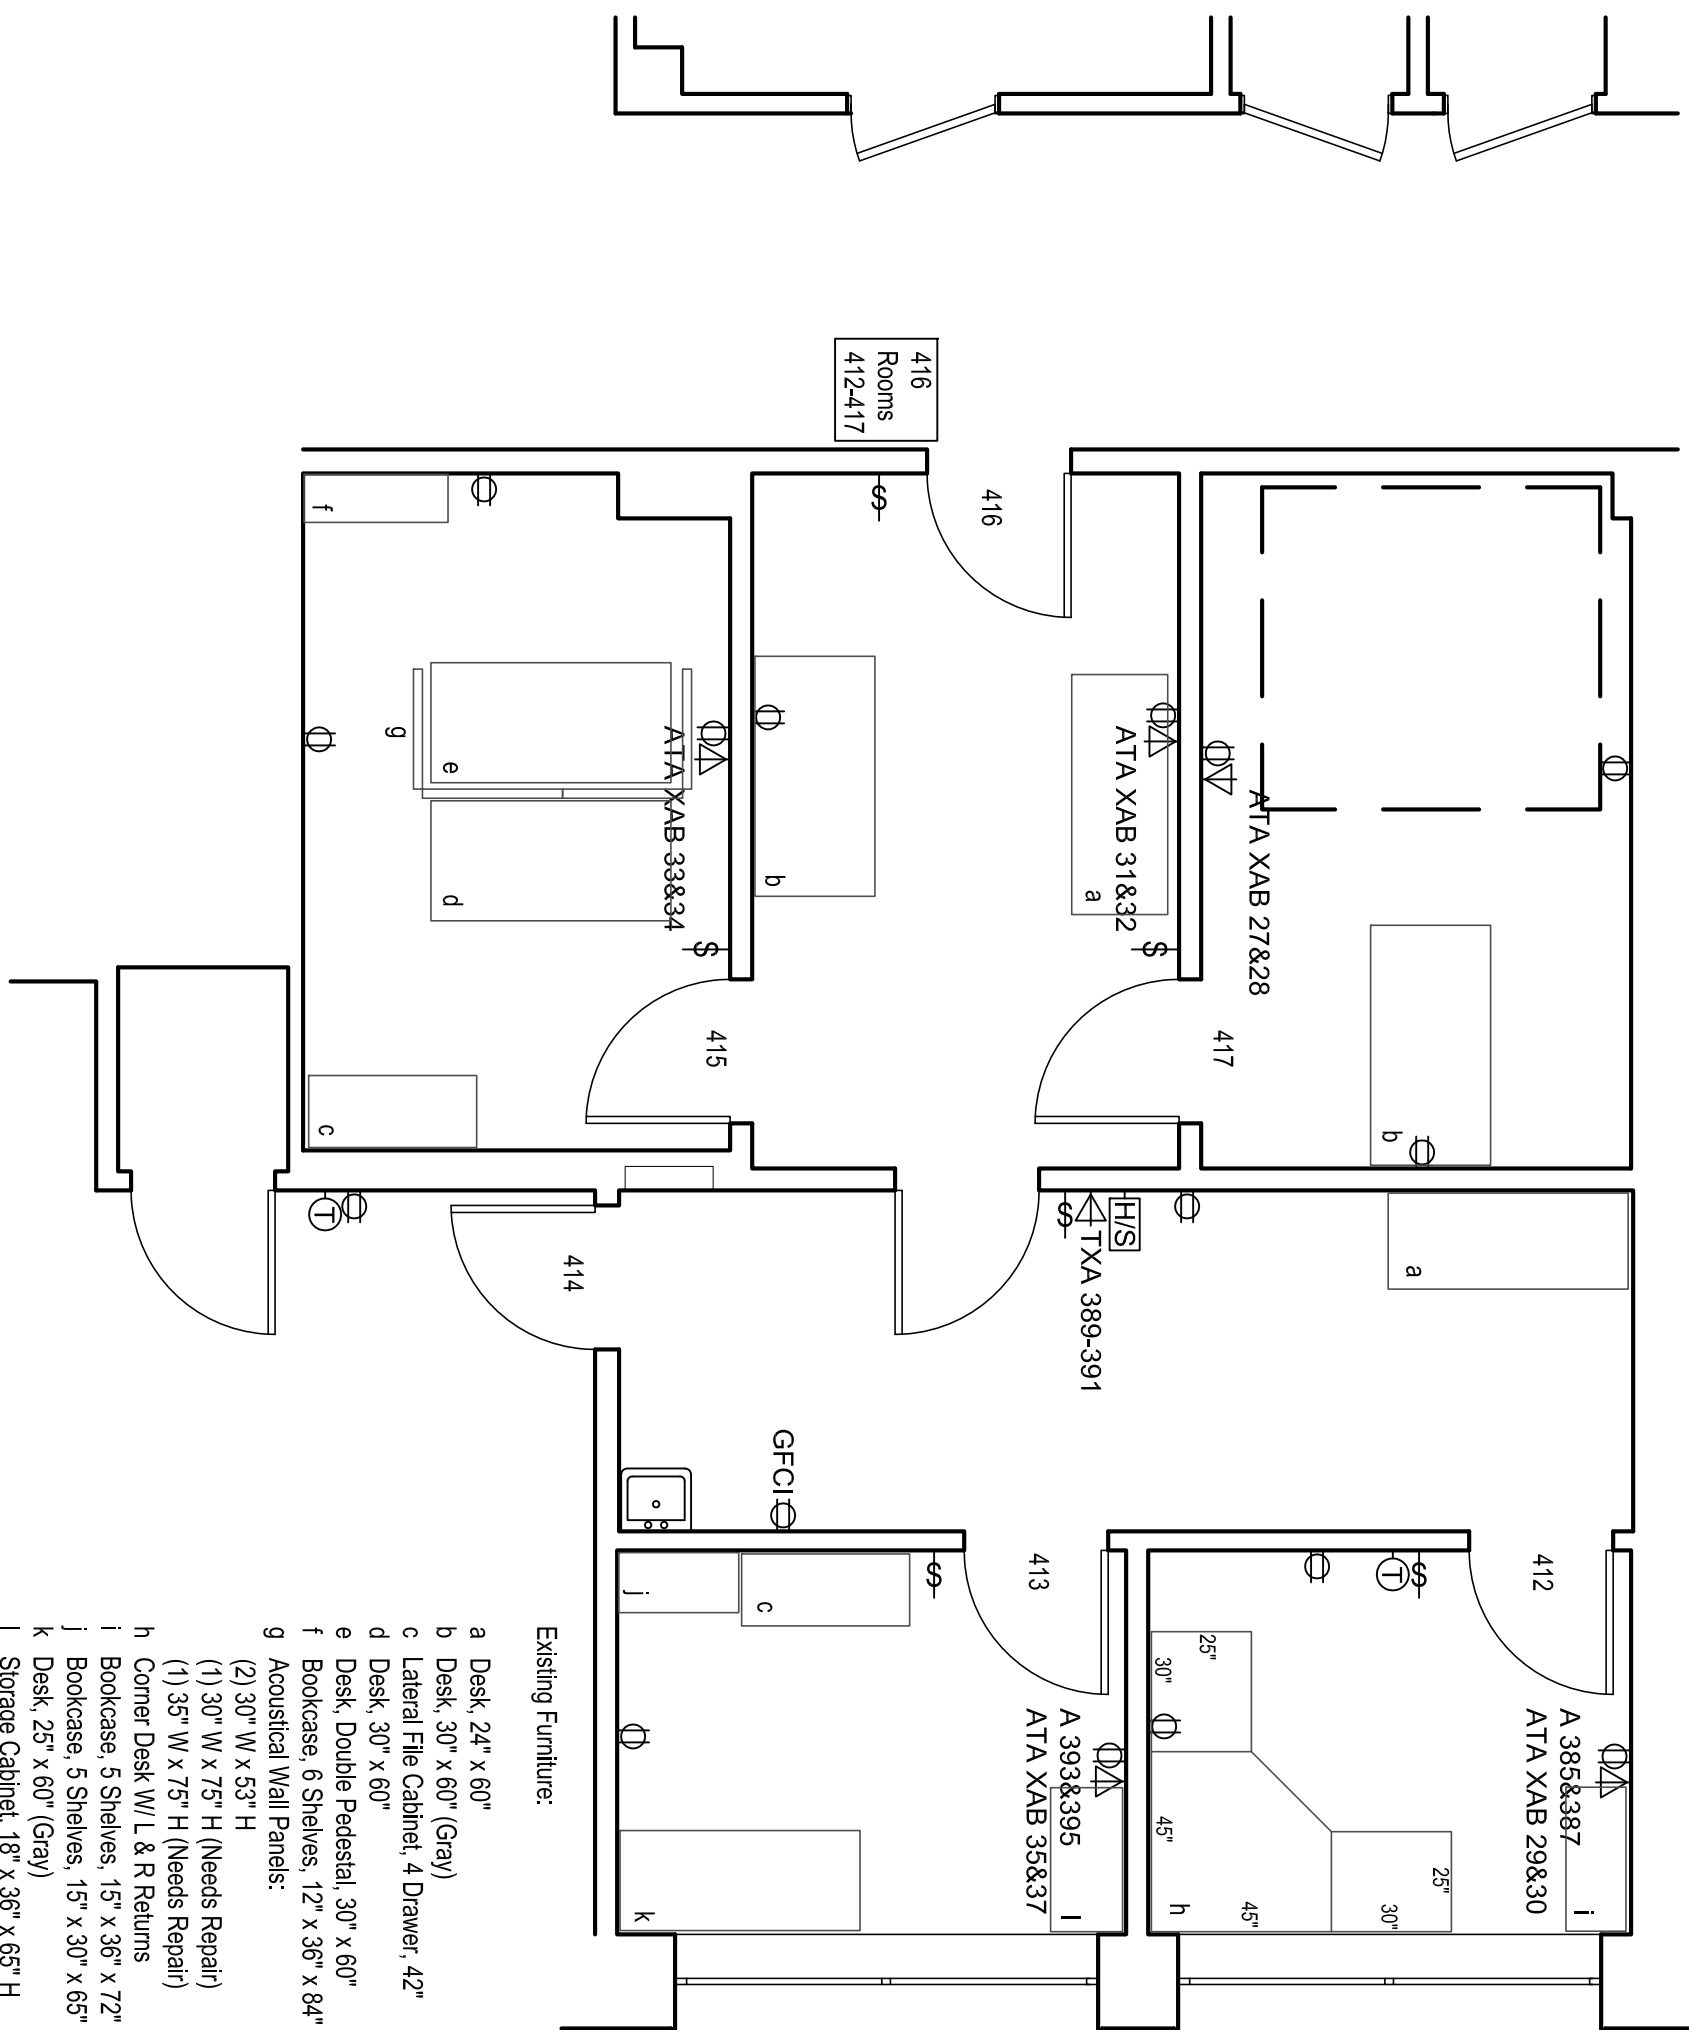 416
Rooms
412-417
416
417
415
414
413
412
ATA XAB 27&28
ATA XAB 31&32
ATA XAB 33&34
TXA 389-391
H/S
GFCI
A 385&387
ATA XAB 29&30
A 393&395
ATA XAB 35&37
a
b
b
a
c
d
e
f
g
c
j
k
l
h
i
25"
30"
45"
45"
30"
25"
$
$
$
$
$
$
T
T
Existing Furniture:
a Desk, 24" x 60"
b Desk, 30" x 60" (Gray)
c Lateral File Cabinet, 4 Drawer, 42"
d Desk, 30" x 60"
e Desk, Double Pedestal, 30" x 60"
f Bookcase, 6 Shelves, 12" x 36" x 84"
g Acoustical Wall Panels:
(2) 30" W x 53" H
(1) 30" W x 75" H (Needs Repair)
(1) 35" W x 75" H (Needs Repair)
h Corner Desk W/ L & R Returns
i Bookcase, 5 Shelves, 15" x 36" x 72"
j Bookcase, 5 Shelves, 15" x 30" x 65"
k Desk, 25" x 60" (Gray)
l Storage Cabinet, 18" x 36" x 65" H